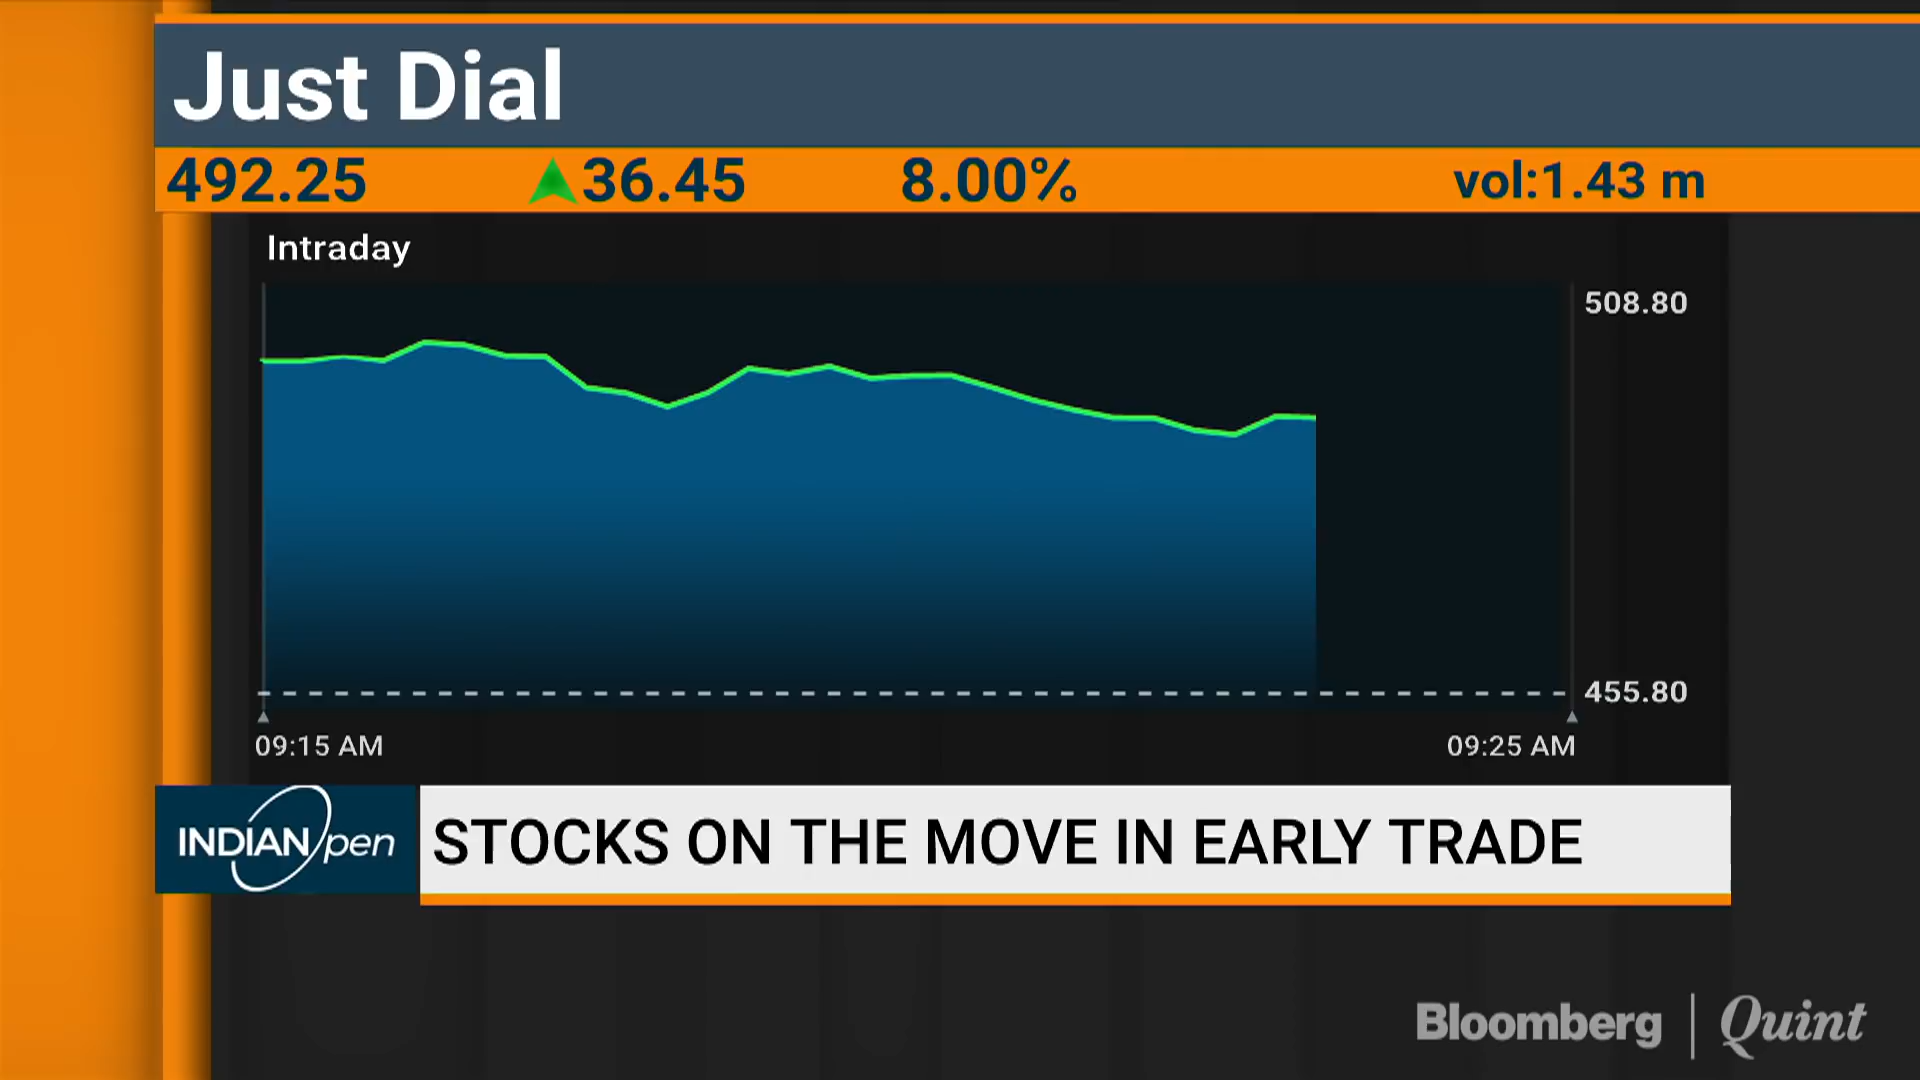 Just Dial
492.25 ▲36.45 8.00% vol:1.43 m
Intraday
508.80
455.80
09:15 AM 09:25 AM
INDIAN Open STOCKS ON THE MOVE IN EARLY TRADE
Bloomberg | Quint